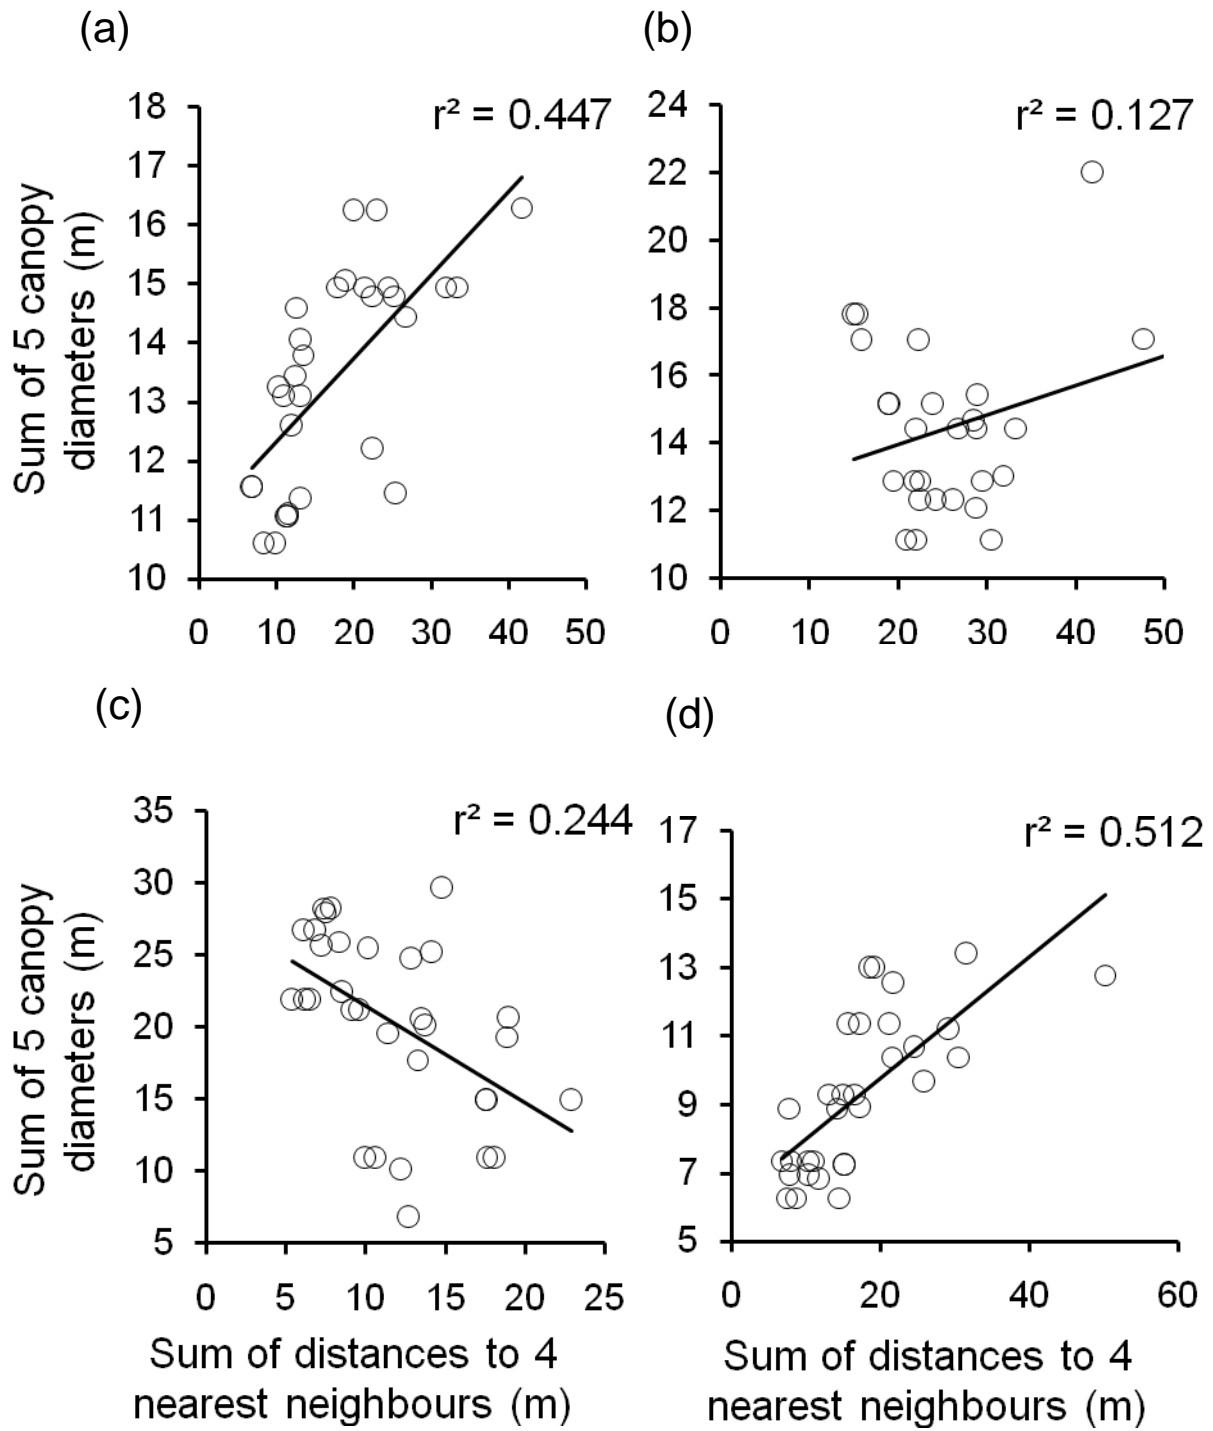 (a)
r² = 0.447
18
17
16
15
14
13
12
11
10
0 10 20 30 40 50
Sum of 5 canopy
diameters (m)
(b)
r² = 0.127
24
22
20
18
16
14
12
10
0 10 20 30 40 50
(c)
r² = 0.244
35
30
25
20
15
10
5
0 5 10 15 20 25
Sum of 5 canopy
diameters (m)
Sum of distances to 4
nearest neighbours (m)
(d)
r² = 0.512
17
15
13
11
9
7
5
0 20 40 60
Sum of distances to 4
nearest neighbours (m)